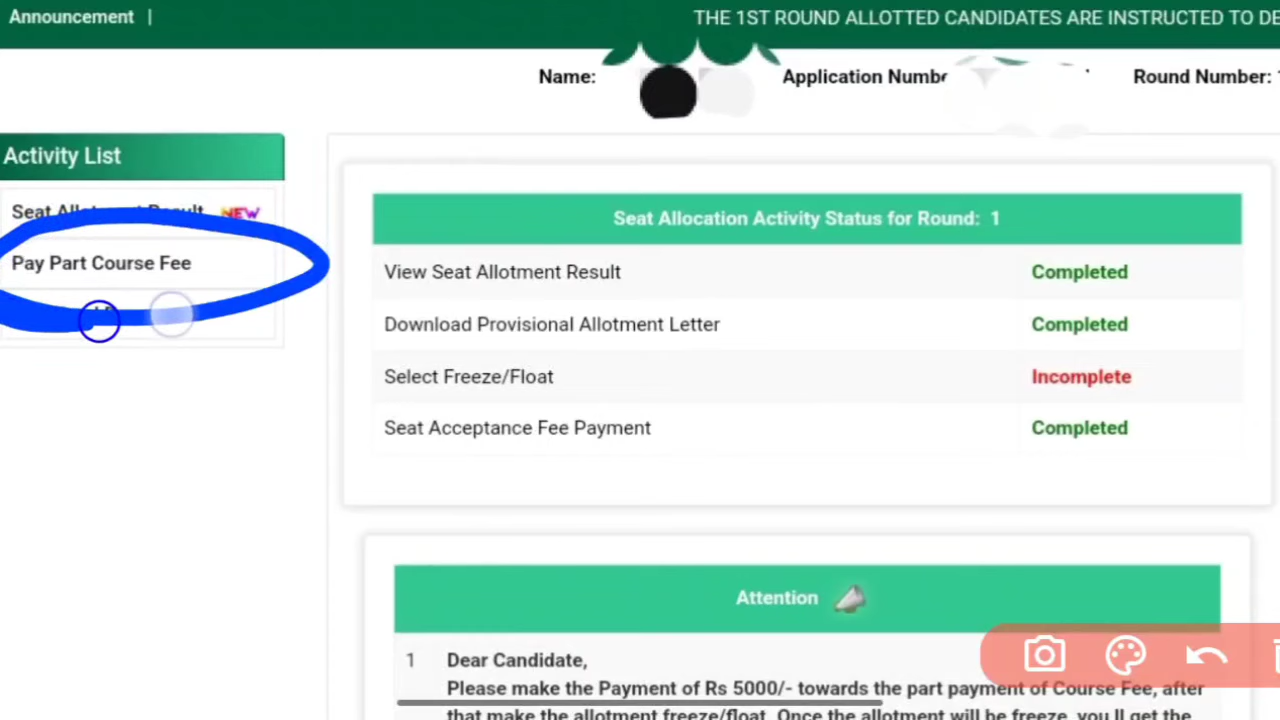 Announcement |
THE 1ST ROUND ALLOTTED CANDIDATES ARE INSTRUCTED TO
Name:
Application
Round Number:
Activity List
Seat Allotment Result NEW
Pay Part Course Fee
Seat Allocation Activity Status for Round: 1
View Seat Allotment Result Completed
Download Provisional Allotment Letter Completed
Select Freeze/Float Incomplete
Seat Acceptance Fee Payment Completed
Attention
1 Dear Candidate,
Please make the Payment of Rs 5000/- towards the part payment of Course Fee, after
that make the allotment freeze/float. Once the allotment will be freeze, you ll get the